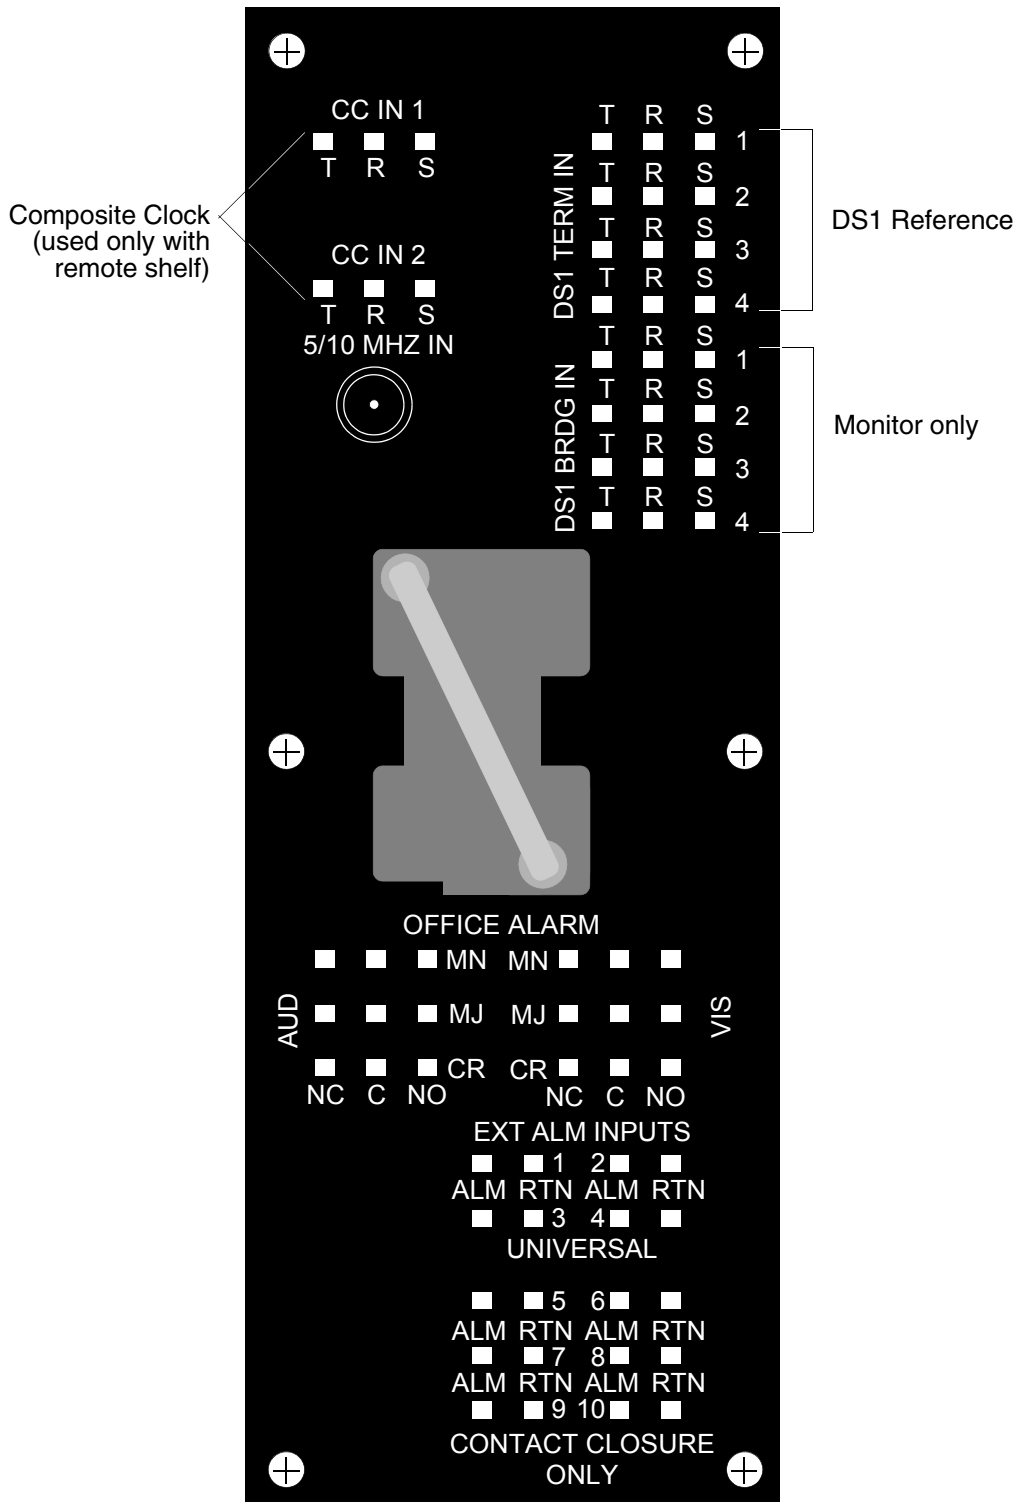 CC IN 1
T R S
Composite Clock
(used only with
remote shelf)
CC IN 2
T R S
5/10 MHZ IN
DS1 TERM IN
T R S
1
T R S
2
T R S
3
T R S
4
DS1 Reference
DS1 BRDG IN
T R S
1
T R S
2
T R S
3
T R S
4
Monitor only
OFFICE ALARM
AUD
MN MN
MJ MJ
CR CR
VIS
NC C NO NC C NO
EXT ALM INPUTS
1 2
ALM RTN ALM RTN
3 4
UNIVERSAL
5 6
ALM RTN ALM RTN
7 8
ALM RTN ALM RTN
9 10
CONTACT CLOSURE
ONLY